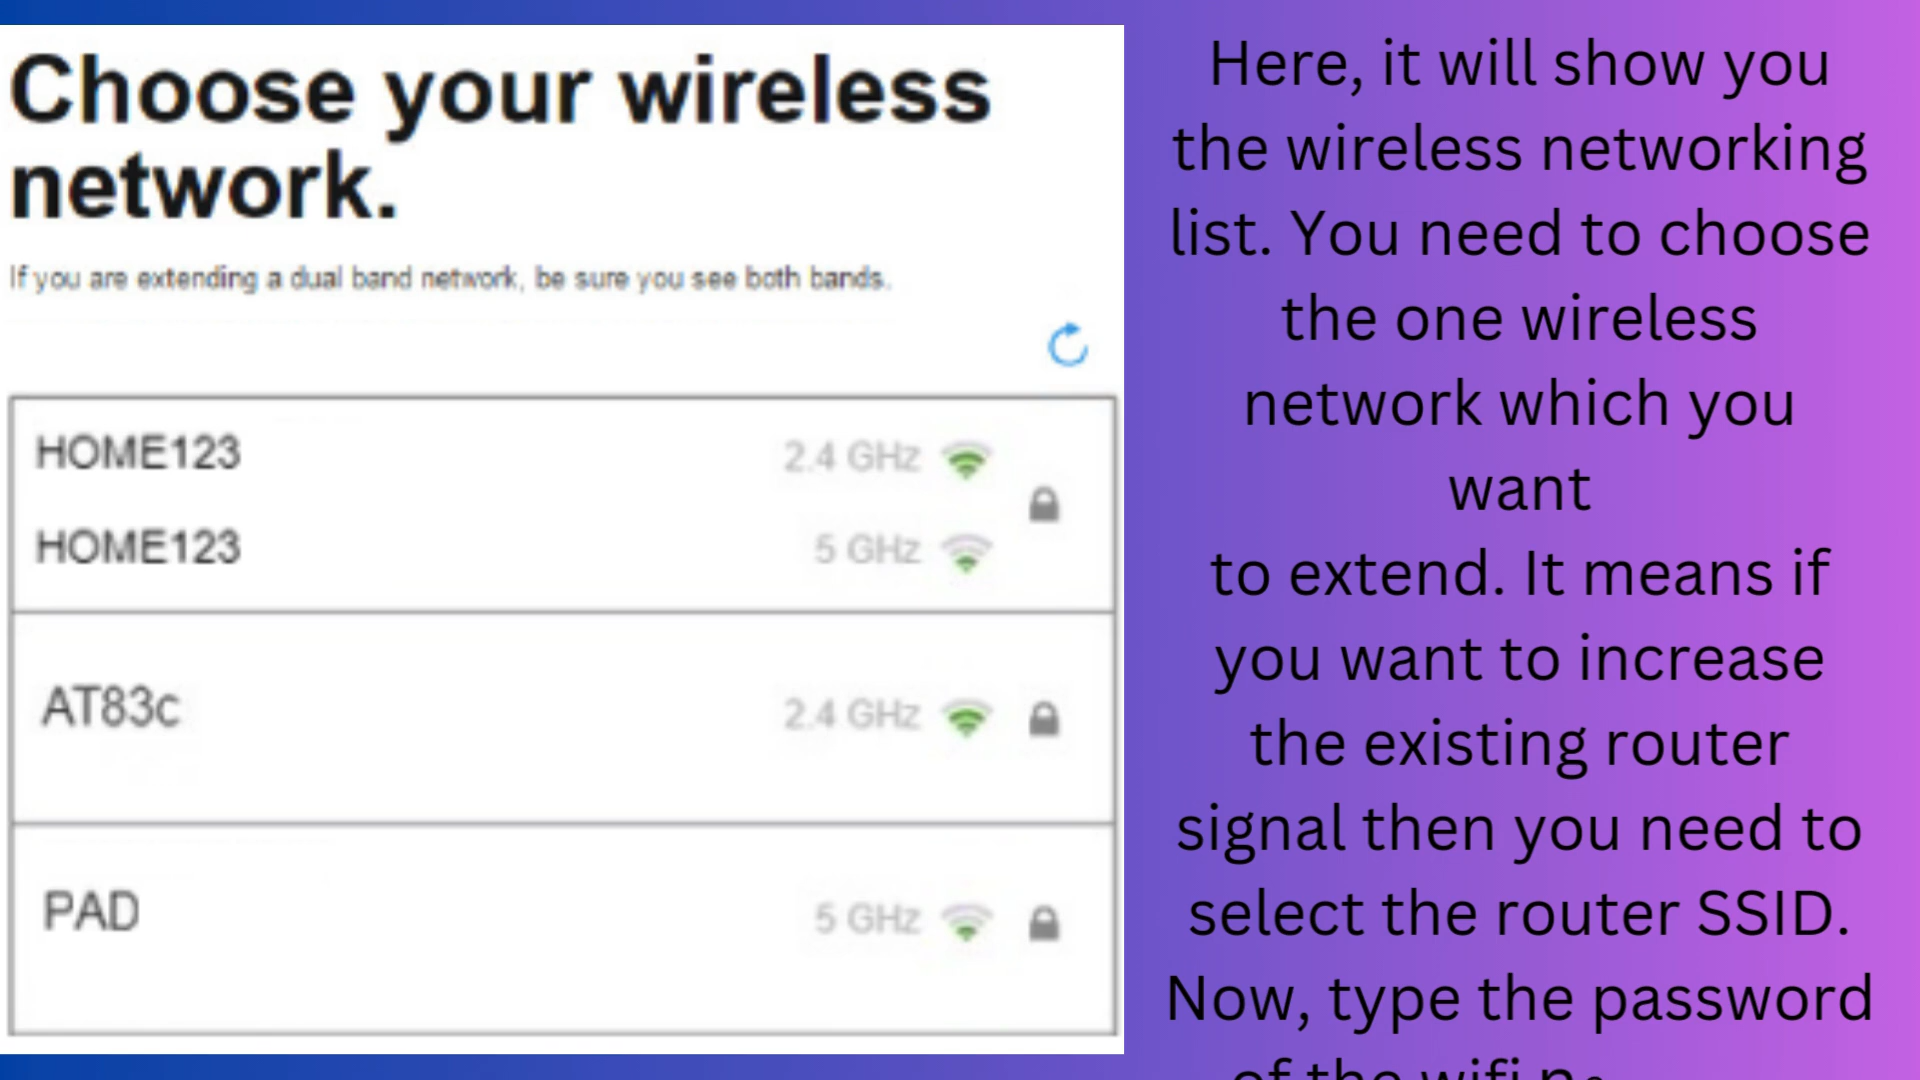 Choose your wireless
network.
If you are extending a dual band network, be sure you see both bands.
HOME123 2.4 GHz
HOME123 5 GHz
AT83c 2.4 GHz
PAD 5 GHz
Here, it will show you
the wireless networking
list. You need to choose
the one wireless
network which you
want
to extend. It means if
you want to increase
the existing router
signal then you need to
select the router SSID.
Now, type the password
of the wifi